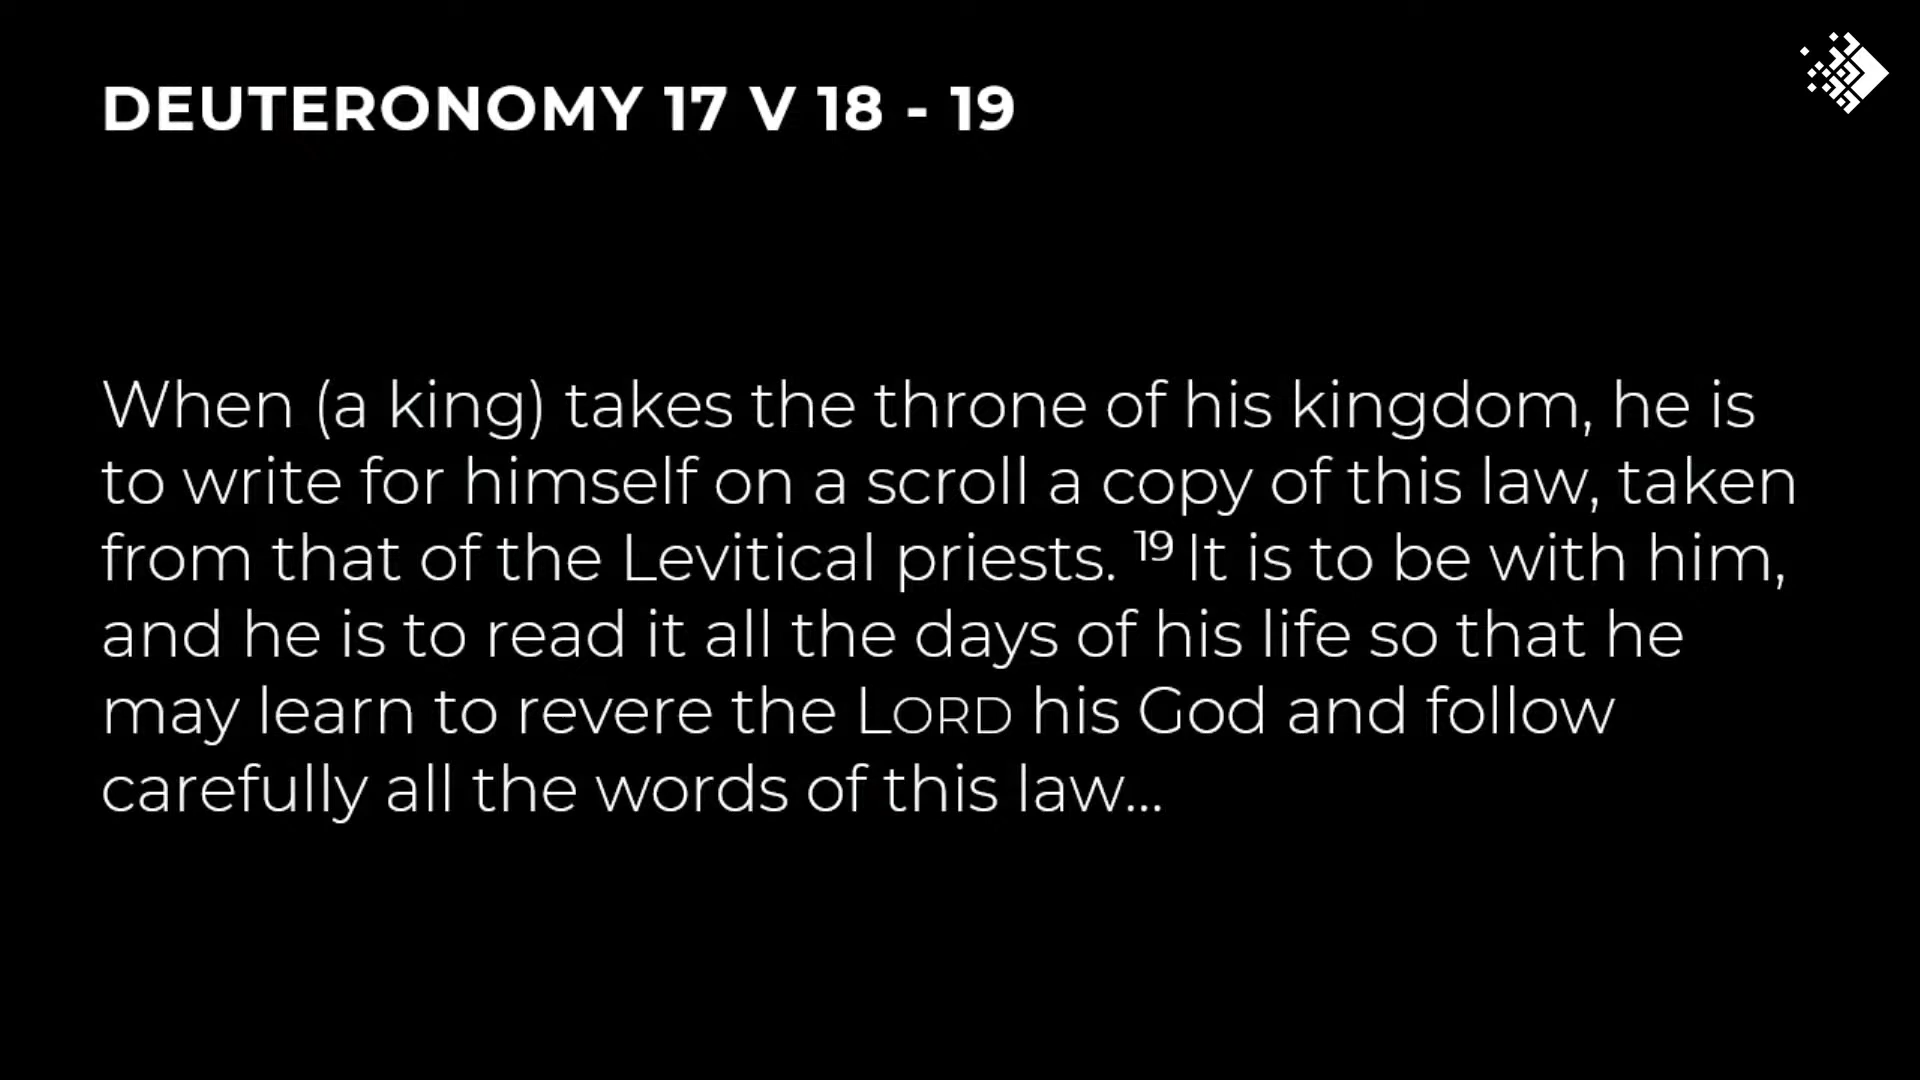 DEUTERONOMY 17 V 18 - 19
When (a king) takes the throne of his kingdom, he is
to write for himself on a scroll a copy of this law, taken
from that of the Levitical priests. ¹⁹ It is to be with him,
and he is to read it all the days of his life so that he
may learn to revere the LORD his God and follow
carefully all the words of this law...